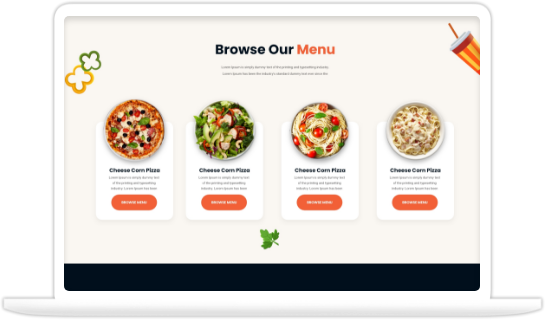 Browse Our Menu
Lorem Ipsum is simply dummy text of the printing and typesetting industry.
Lorem Ipsum has been the industry's standard dummy text ever since the
Cheese Corn Pizza
Lorem Ipsum is simply dummy text
of the printing and typesetting
industry. Lorem Ipsum has been
BROWSE MENU
Cheese Corn Pizza
Lorem Ipsum is simply dummy text
of the printing and typesetting
industry. Lorem Ipsum has been
BROWSE MENU
Cheese Corn Pizza
Lorem Ipsum is simply dummy text
of the printing and typesetting
industry. Lorem Ipsum has been
BROWSE MENU
Cheese Corn Pizza
Lorem Ipsum is simply dummy text
of the printing and typesetting
industry. Lorem Ipsum has been
BROWSE MENU